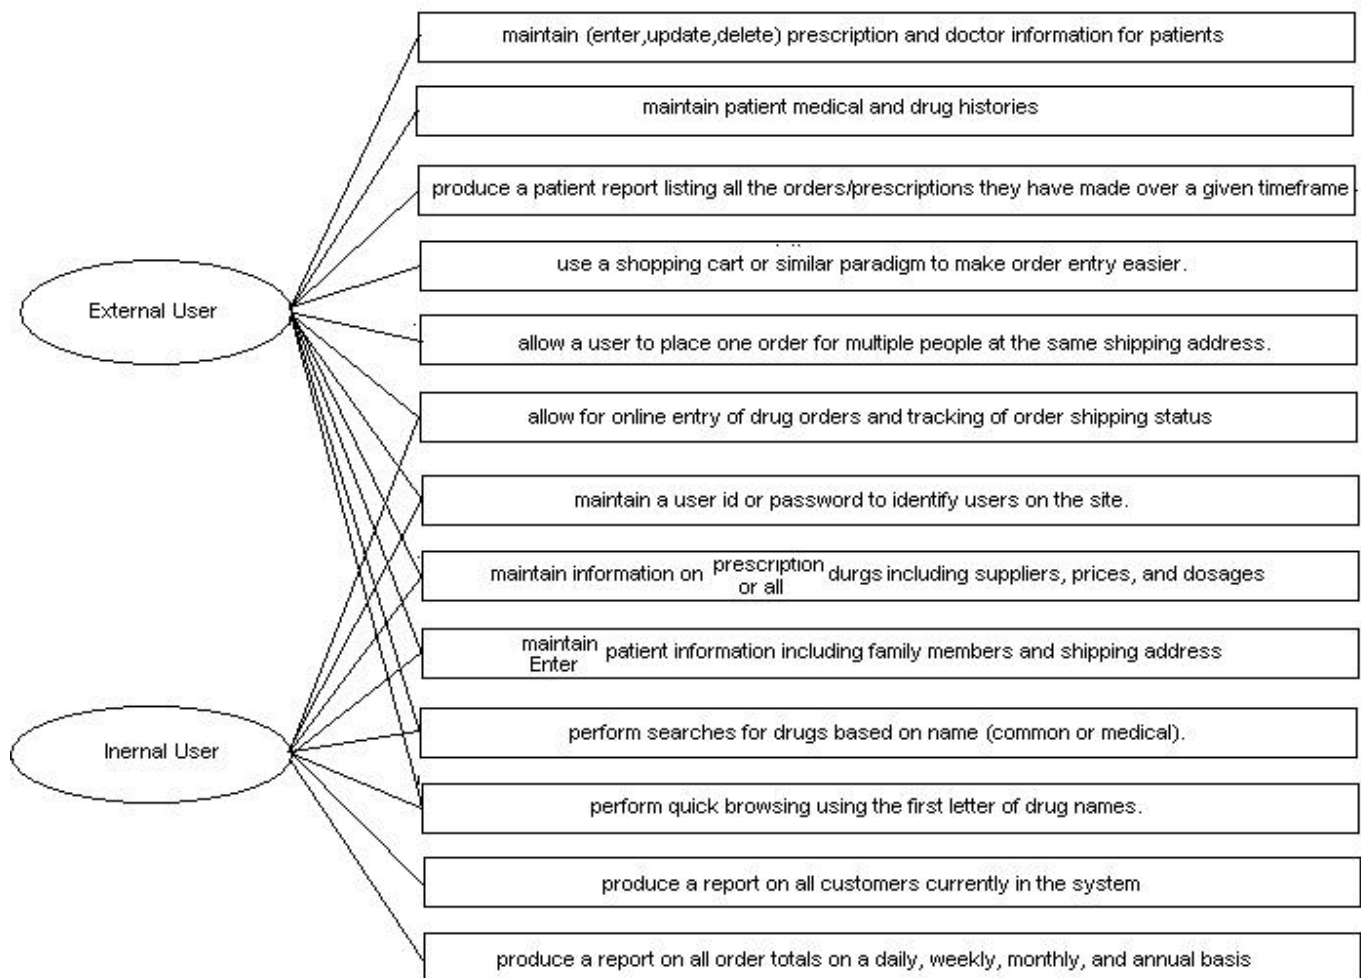 maintain (enter,update,delete) prescription and doctor information for patients
maintain patient medical and drug histories
produce a patient report listing all the orders/prescriptions they have made over a given timeframe
use a shopping cart or similar paradigm to make order entry easier.
External User
allow a user to place one order for multiple people at the same shipping address.
allow for online entry of drug orders and tracking of order shipping status
maintain a user id or password to identify users on the site.
maintain information on prescription or all durgs including suppliers, prices, and dosages
maintain Enter patient information including family members and shipping address
perform searches for drugs based on name (common or medical).
Inernal User
perform quick browsing using the first letter of drug names.
produce a report on all customers currently in the system
produce a report on all order totals on a daily, weekly, monthly, and annual basis